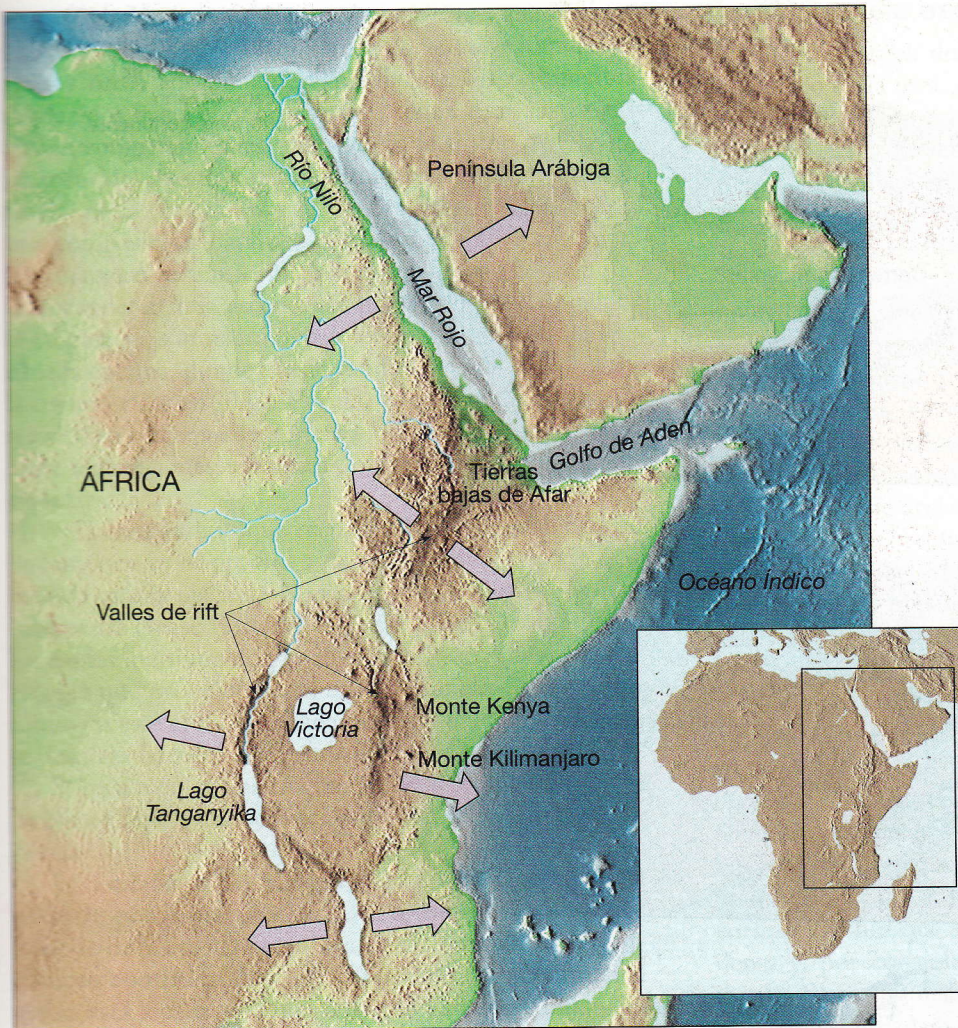 Península Arábiga
Río Nilo
Mar Rojo
Golfo de Aden
ÁFRICA
Tierras
bajas de Afar
Océano Índico
Valles de rift
Lago
Victoria
Monte Kenya
Monte Kilimanjaro
Lago
Tanganyika